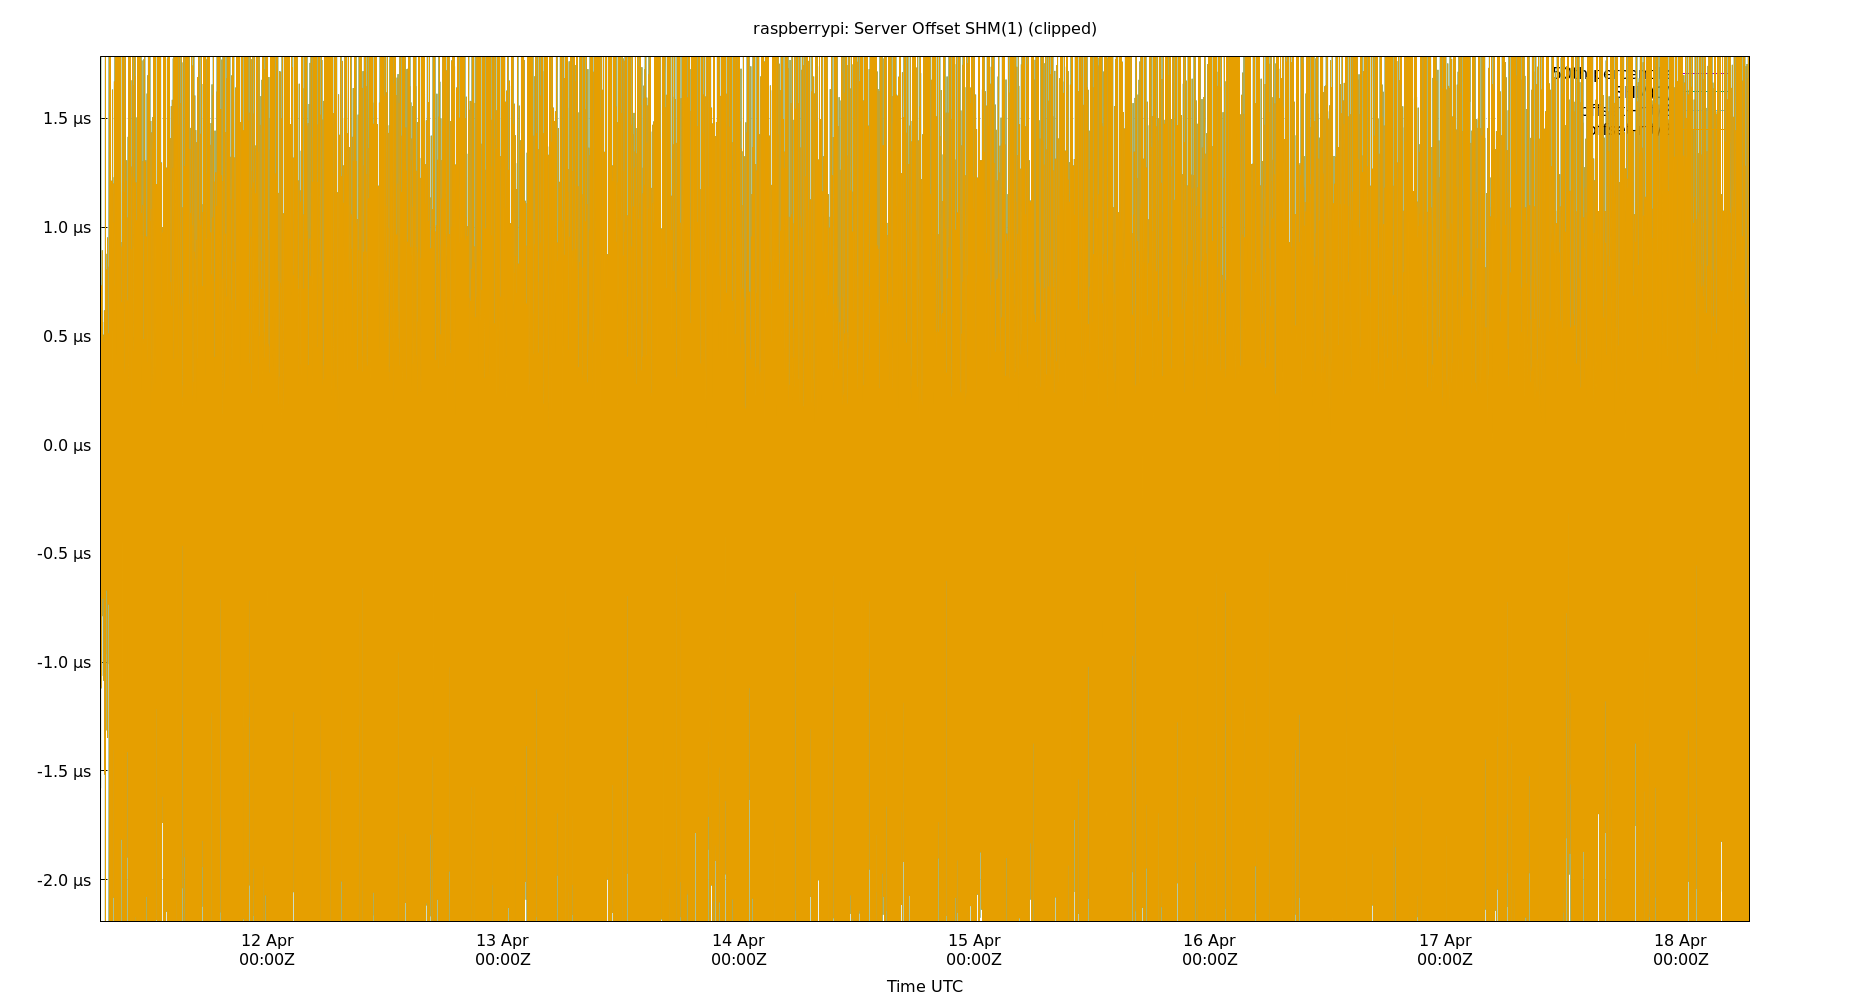 raspberrypi: Server Offset SHM(1) (clipped)
1.5 µs
1.0 µs
0.5 µs
0.0 µs
-0.5 µs
-1.0 µs
-1.5 µs
-2.0 µs
12 Apr 13 Apr 14 Apr 15 Apr 16 Apr 17 Apr 18 Apr
00:00Z 00:00Z 00:00Z 00:00Z 00:00Z 00:00Z 00:00Z
Time UTC